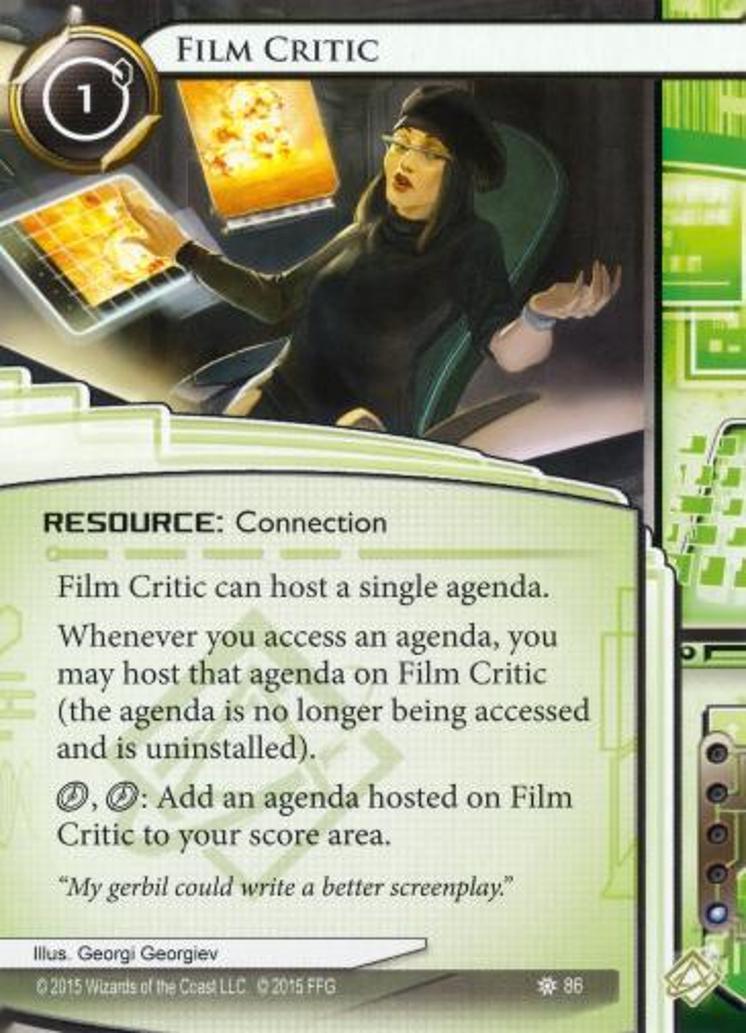 FILM CRITIC
1
RESOURCE: Connection
Film Critic can host a single agenda.
Whenever you access an agenda, you
may host that agenda on Film Critic
(the agenda is no longer being accessed
and is uninstalled).
, : Add an agenda hosted on Film
Critic to your score area.
“My gerbil could write a better screenplay.”
Illus. Georgi Georgiev
© 2015 Wizards of the Coast LLC. © 2015 FFG
86